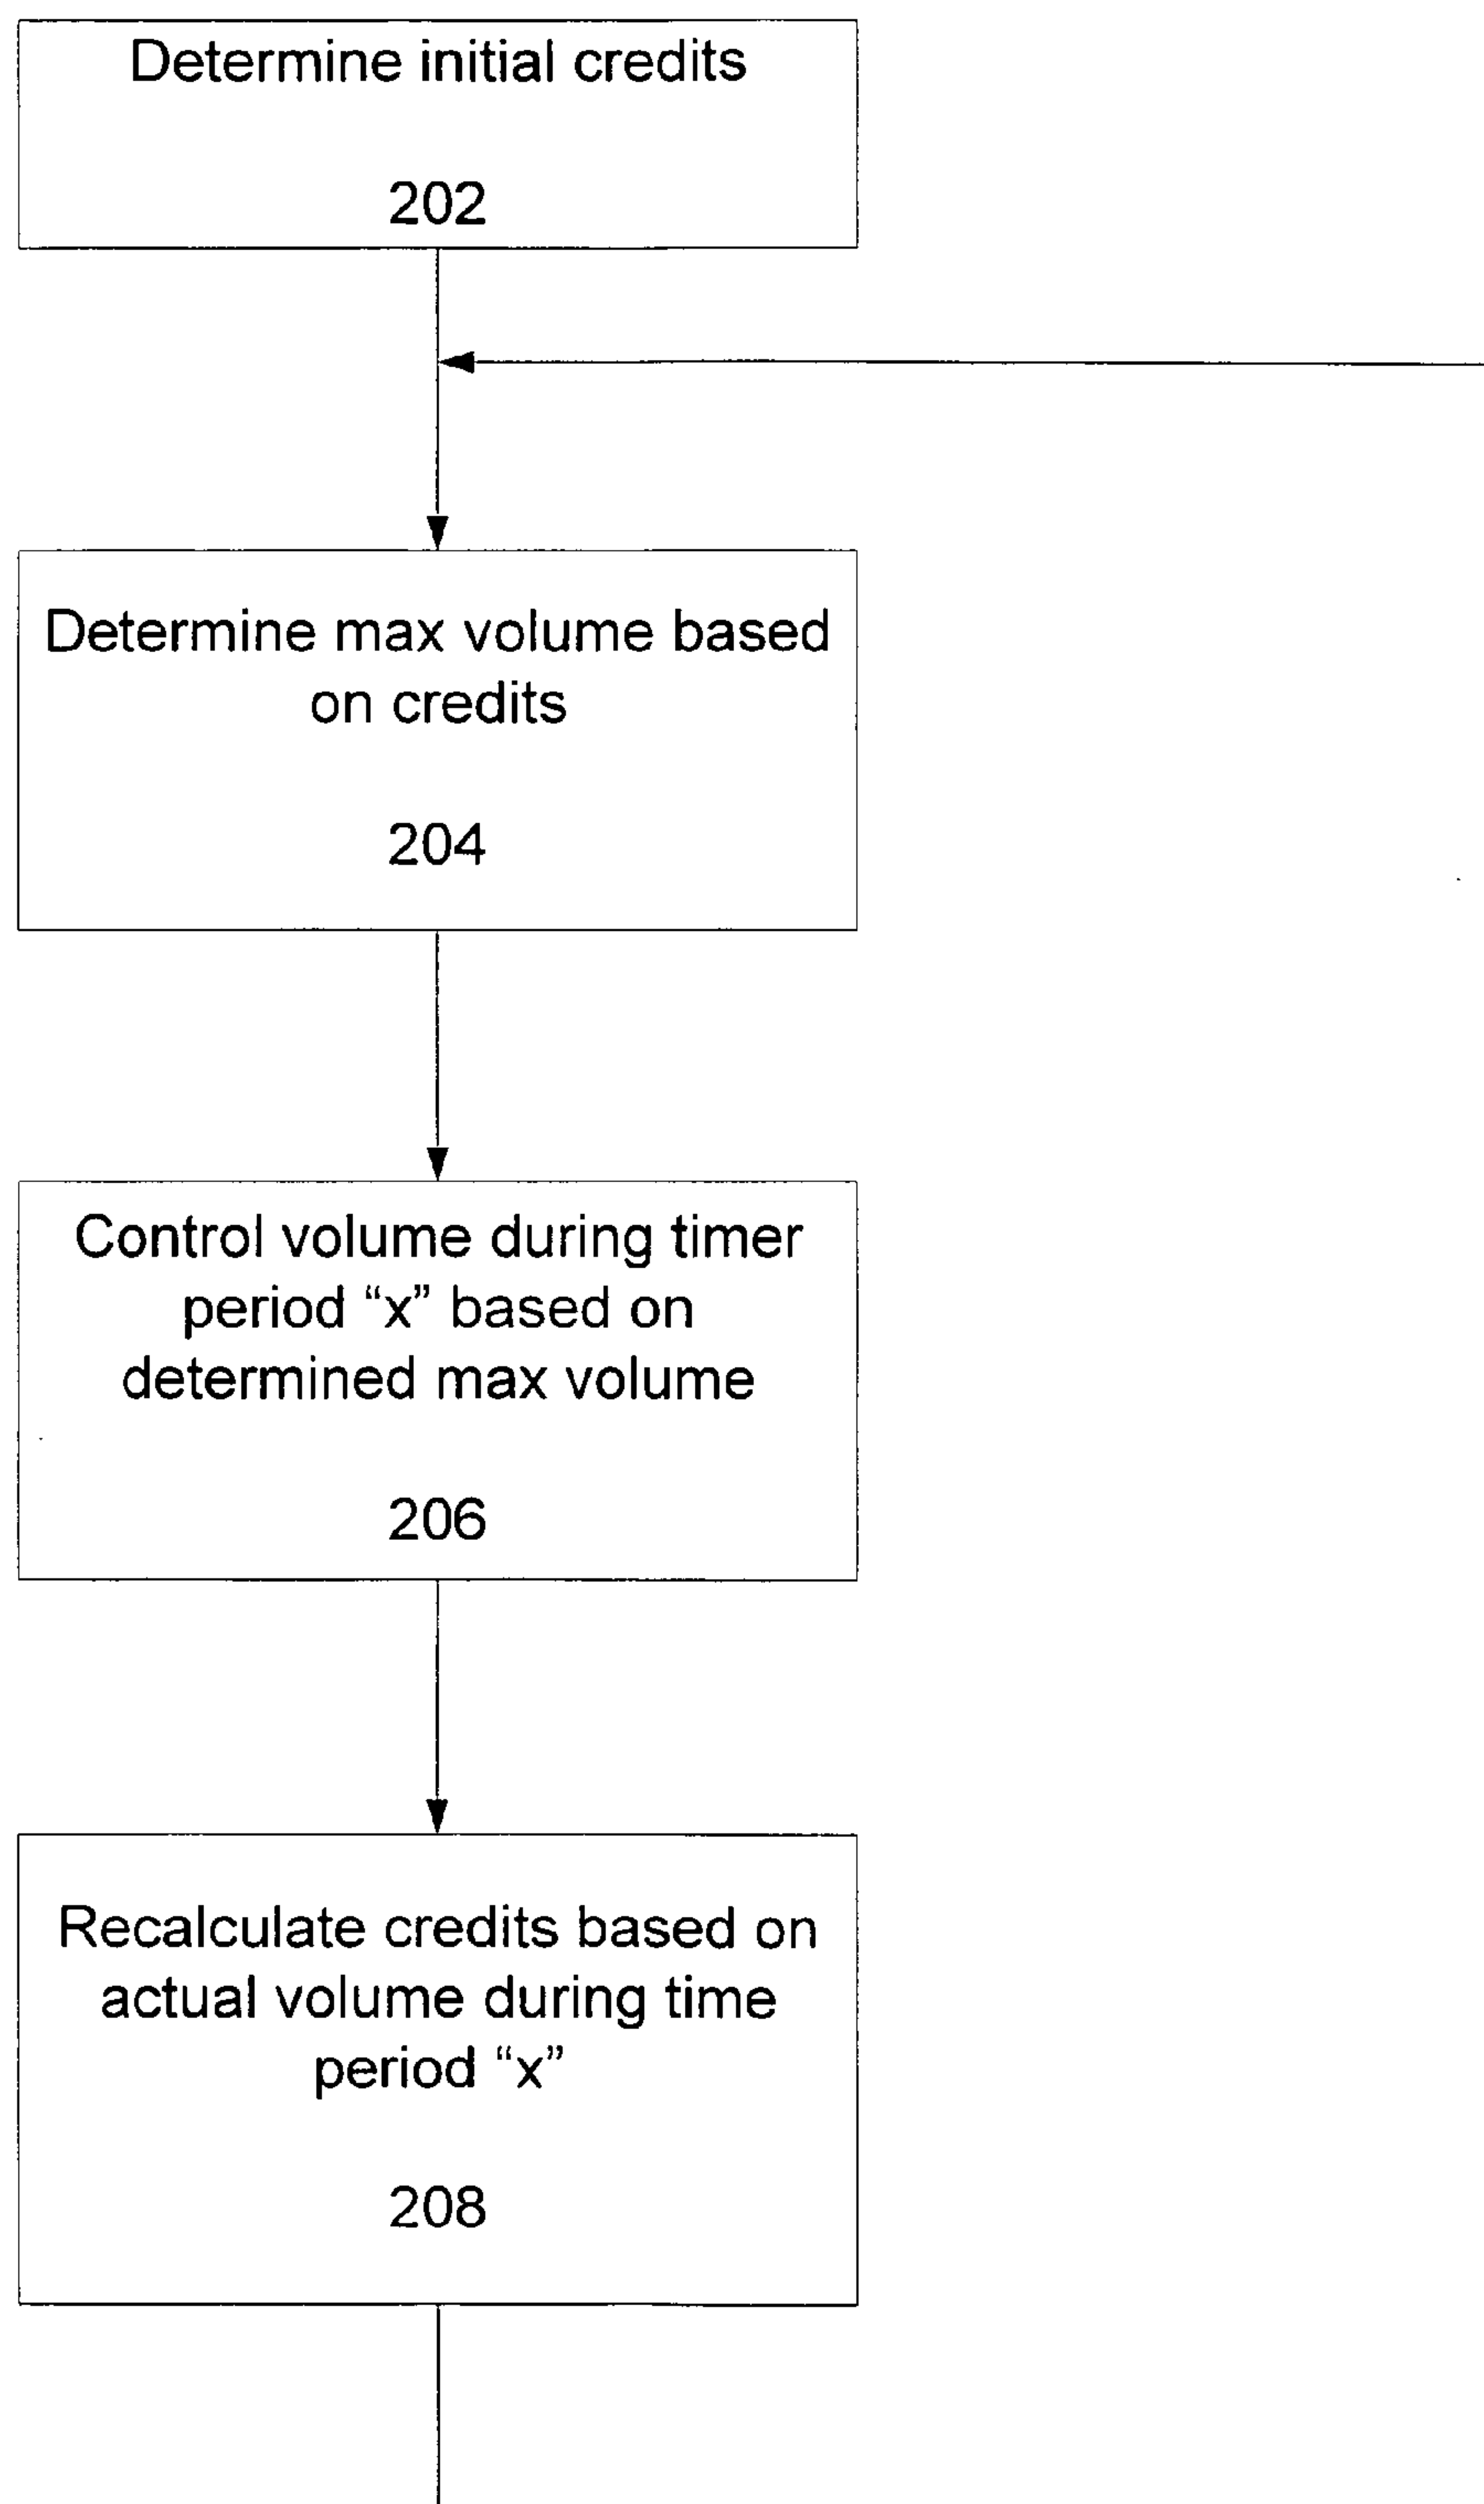 Determine initial credits
202
Determine max volume based
on credits
204
Control volume during timer
period “x” based on
determined max volume
206
Recalculate credits based on
actual volume during time
period “x”
208